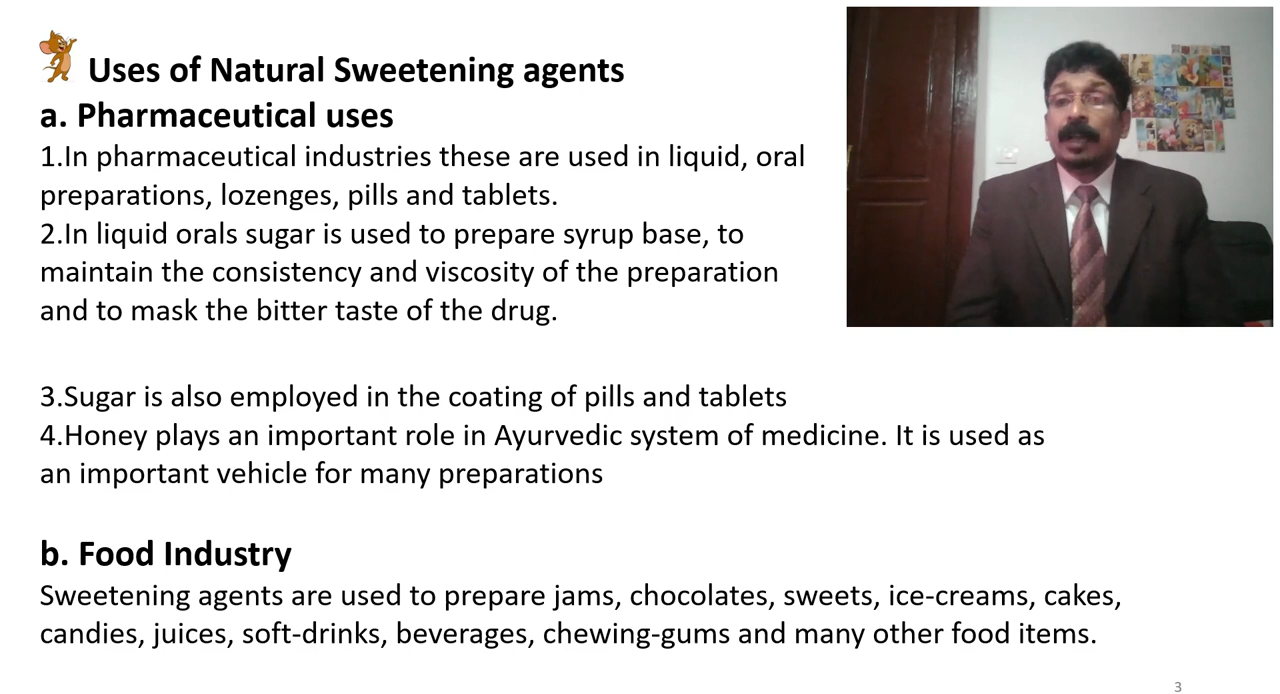 Uses of Natural Sweetening agents
a. Pharmaceutical uses
1.In pharmaceutical industries these are used in liquid, oral
preparations, lozenges, pills and tablets.
2.In liquid orals sugar is used to prepare syrup base, to
maintain the consistency and viscosity of the preparation
and to mask the bitter taste of the drug.
3.Sugar is also employed in the coating of pills and tablets
4.Honey plays an important role in Ayurvedic system of medicine. It is used as
an important vehicle for many preparations
b. Food Industry
Sweetening agents are used to prepare jams, chocolates, sweets, ice-creams, cakes,
candies, juices, soft-drinks, beverages, chewing-gums and many other food items.
3